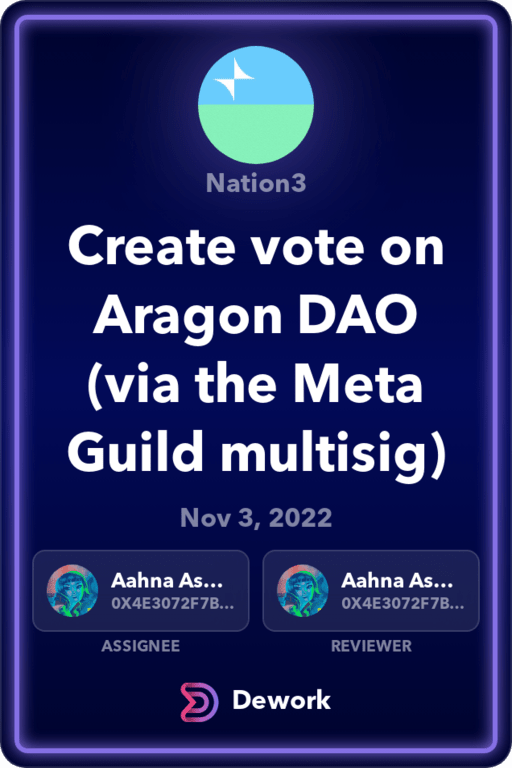 Nation3
Create vote on
Aragon DAO
(via the Meta
Guild multisig)
Nov 3, 2022
Aahna As...
0X4E3072F7B...
ASSIGNEE
Aahna As...
0X4E3072F7B...
REVIEWER
Dework